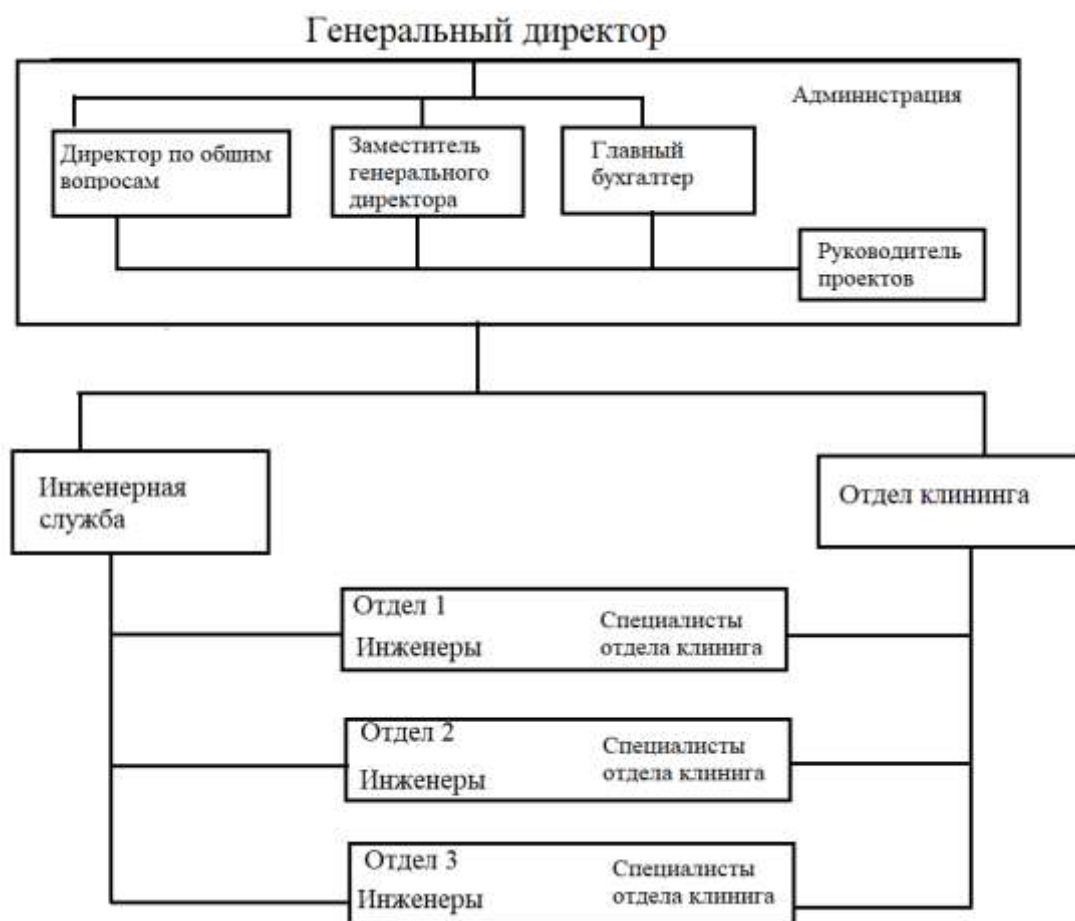 Генеральный директор
Администрация
Директор по обшим
вопросам
Заместитель
генерального
директора
Главный
бухгалтер
Руководитель
проектов
Инженерная
служба
Отдел клининга
Отдел 1
Инженеры
Специалисты
отдела клинига
Отдел 2
Инженеры
Специалисты
отдела клинига
Отдел 3
Инженеры
Специалисты
отдела клинига